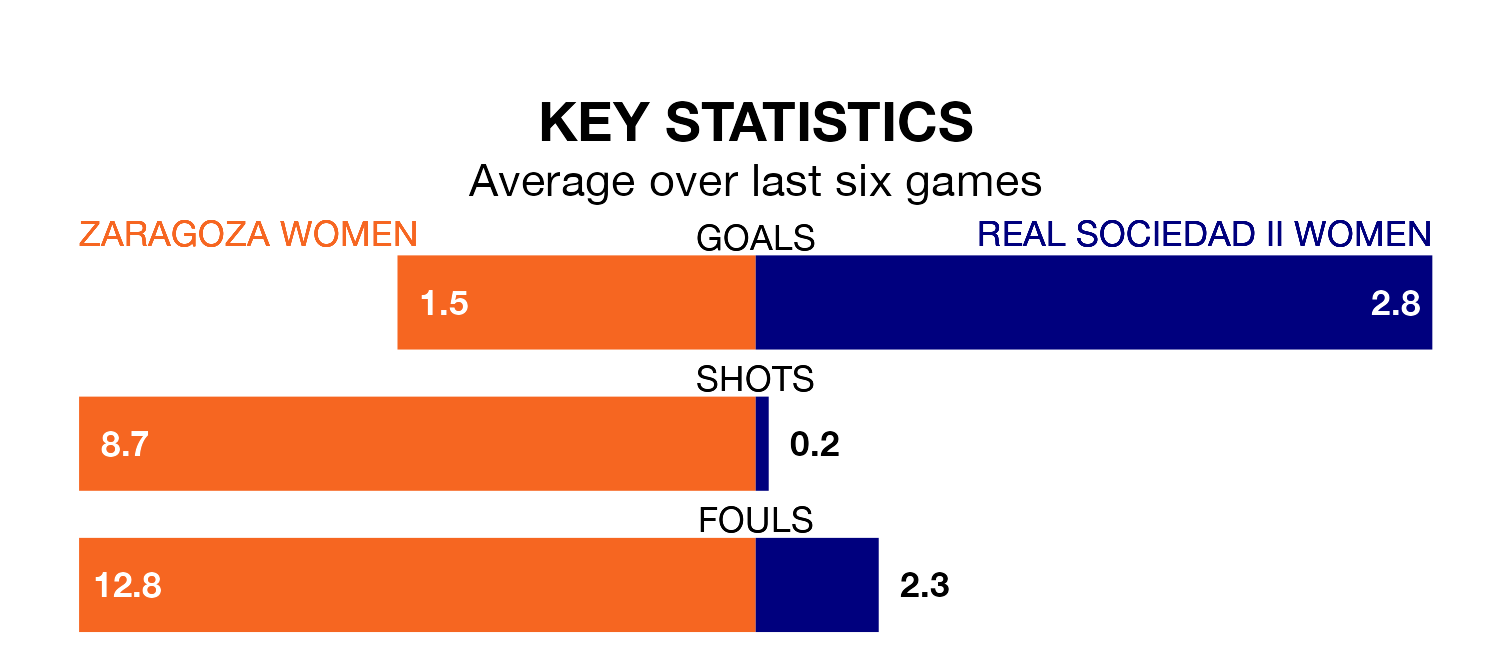 KEY STATISTICS
Average over last six games
ZARAGOZA WOMEN
GOALS
REAL SOCIEDAD II WOMEN
1.5
2.8
SHOTS
8.7
0.2
FOULS
12.8
2.3